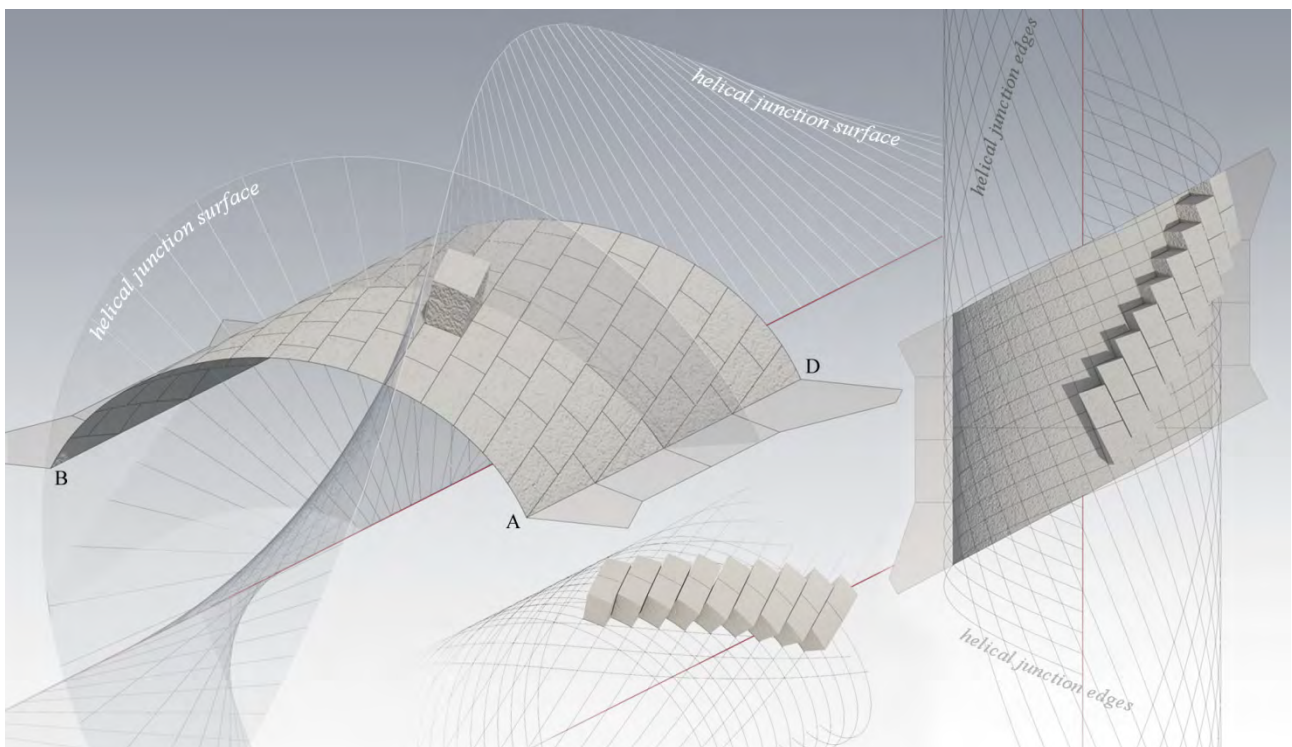 helical junction surface
helical junction surface
helical junction edges
D
B
A
helical junction edges